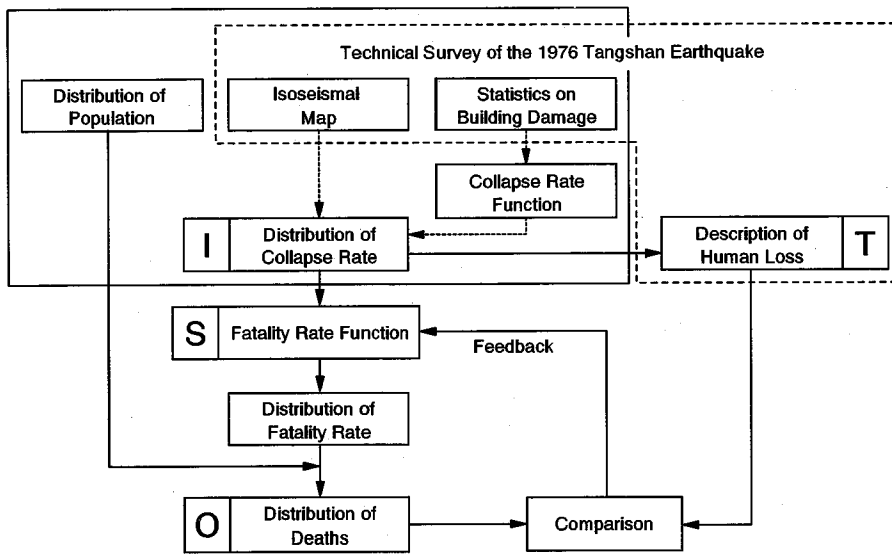 Technical Survey of the 1976 Tangshan Earthquake
Distribution of
Population
Isoseismal
Map
Statistics on
Building Damage
Collapse Rate
Function
I
Distribution of
Collapse Rate
Description of
Human Loss
T
S
Fatality Rate Function
Feedback
Distribution of
Fatality Rate
O
Distribution of
Deaths
Comparison